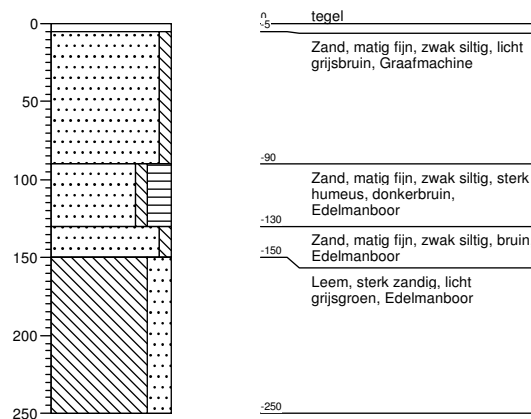 0
50
100
150
200
250
0 tegel
-5
Zand, matig fijn, zwak siltig, licht
grijsbruin, Graafmachine
-90
Zand, matig fijn, zwak siltig, sterk
humeus, donkerbruin,
Edelmanboor
-130
Zand, matig fijn, zwak siltig, bruin
Edelmanboor
-150
Leem, sterk zandig, licht
grijsgroen, Edelmanboor
-250